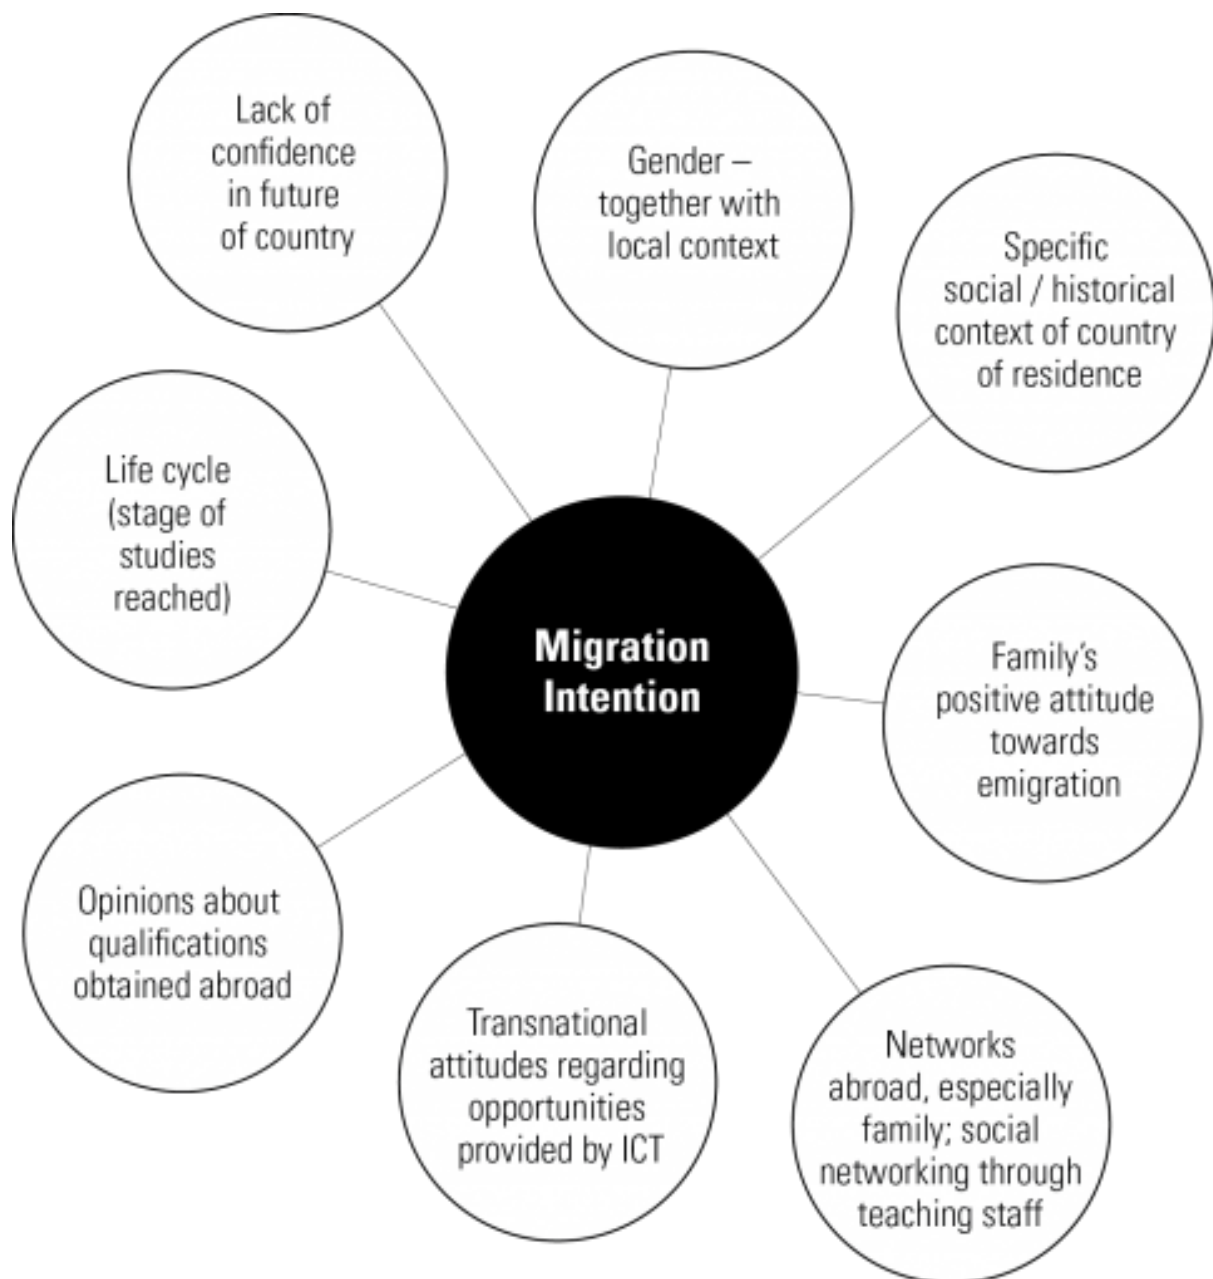 Lack of
confidence
in future
of country
Gender –
together with
local context
Specific
social / historical
context of country
of residence
Life cycle
(stage of
studies
reached)
Migration
Intention
Family's
positive attitude
towards
emigration
Opinions about
qualifications
obtained abroad
Transnational
attitudes regarding
opportunities
provided by ICT
Networks
abroad, especially
family; social
networking through
teaching staff